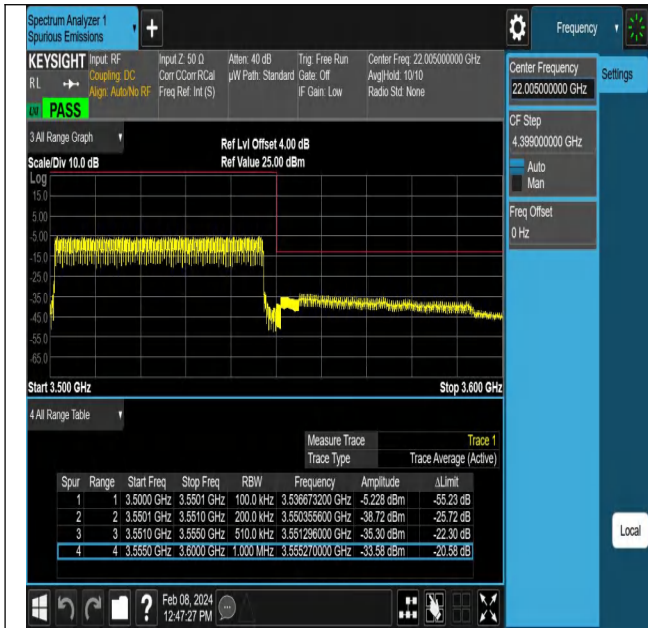 Spectrum Analyzer 1
Spurious Emissions
+
Frequency
KEYSIGHT Input: RF Input Z: 50 Ω Atten: 40 dB Trig: Free Run Center Freq: 22.005000000 GHz
RL Coupling: DC Corr CCorr RCal µW Path: Standard Gate: Off Avg|Hold: 10/10
Align: Auto/No RF Freq Ref: Int (S) IF Gain: Low Radio Std: None
PASS
Center Frequency
22.005000000 GHz
Settings
CF Step
4.399000000 GHz
Auto
Man
Freq Offset
0 Hz
3 All Range Graph
Ref Lvl Offset 4.00 dB
Scale/Div 10.0 dB Ref Value 25.00 dBm
Log
15.0
5.00
-5.00
-15.0
-25.0
-35.0
-45.0
-55.0
-65.0
Start 3.500 GHz Stop 3.600 GHz
4 All Range Table
Measure Trace Trace 1
Trace Type Trace Average (Active)
Spur Range Start Freq Stop Freq RBW Frequency Amplitude ΔLimit
1 1 3.5000 GHz 3.5501 GHz 100.0 kHz 3.536673200 GHz -5.228 dBm -55.23 dB
2 2 3.5501 GHz 3.5510 GHz 200.0 kHz 3.550355600 GHz -38.72 dBm -25.72 dB
3 3 3.5510 GHz 3.5550 GHz 510.0 kHz 3.551296000 GHz -35.30 dBm -22.30 dB
4 4 3.5550 GHz 3.6000 GHz 1.000 MHz 3.555270000 GHz -33.58 dBm -20.58 dB
Local
? Feb 08, 2024
12:47:27 PM